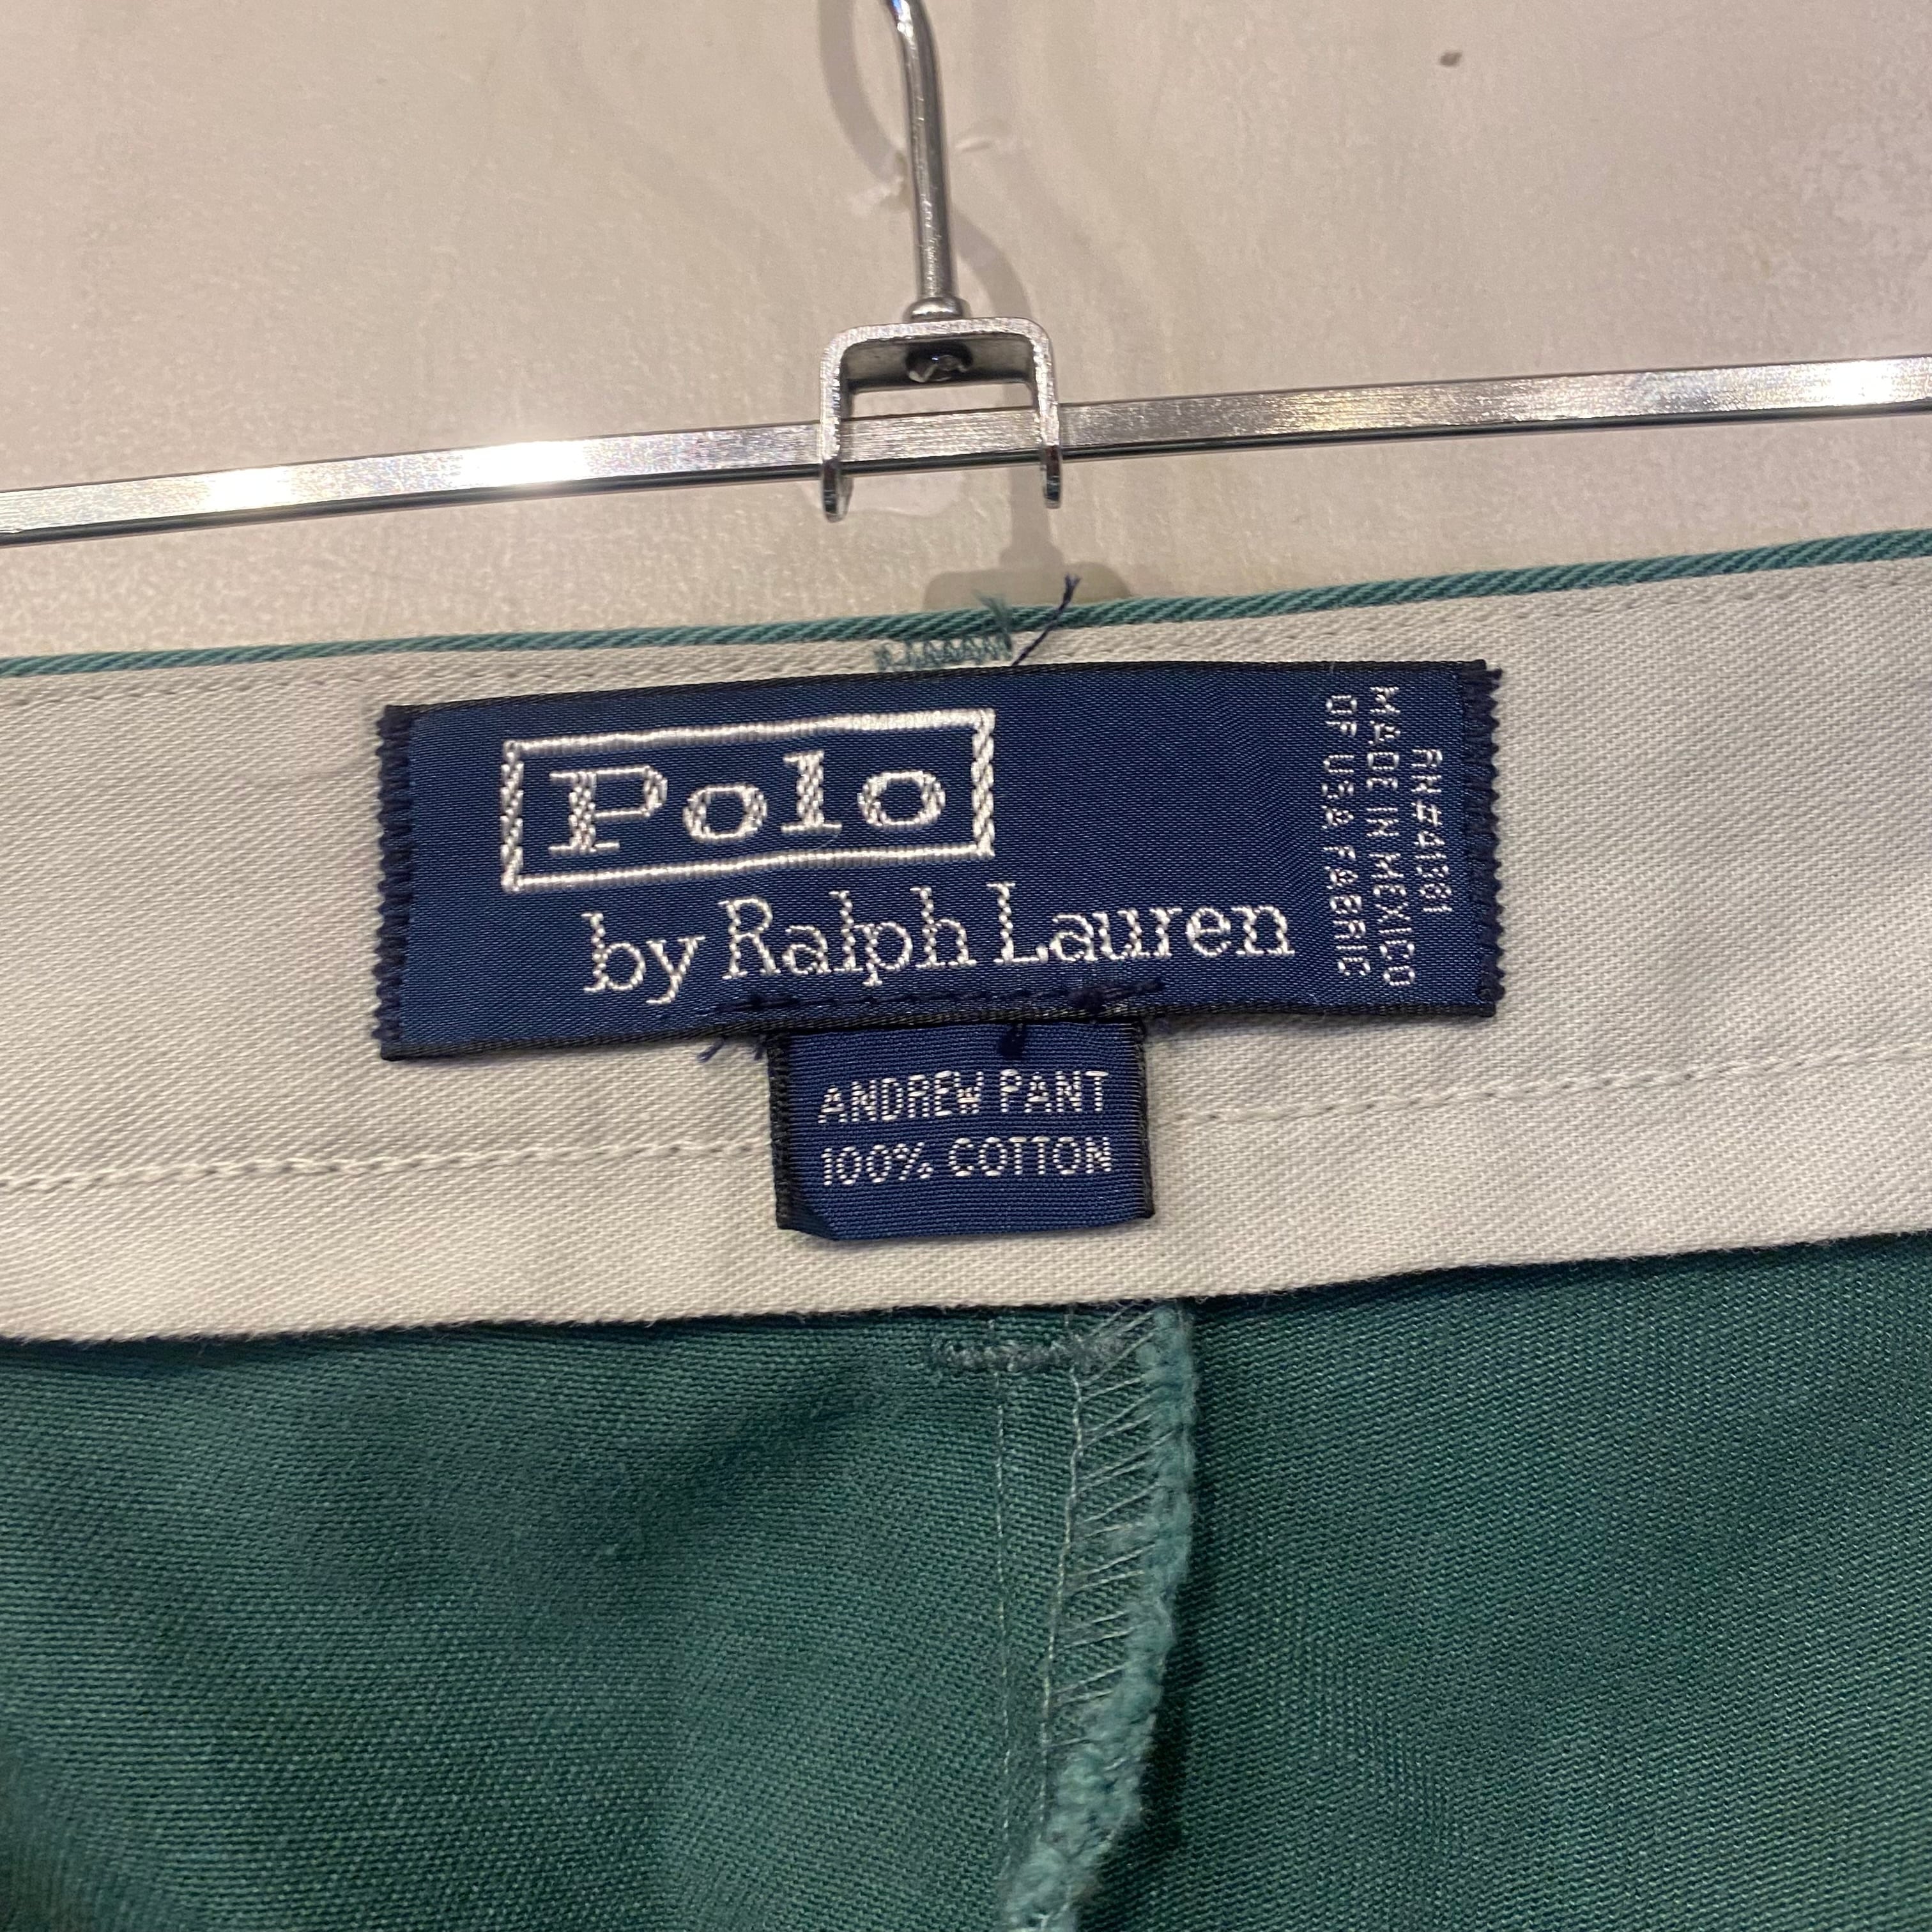 Polo
by Ralph Lauren
RN#41381
MADE IN MEXICO
OF USA FABRIC
ANDREW PANT
100% COTTON